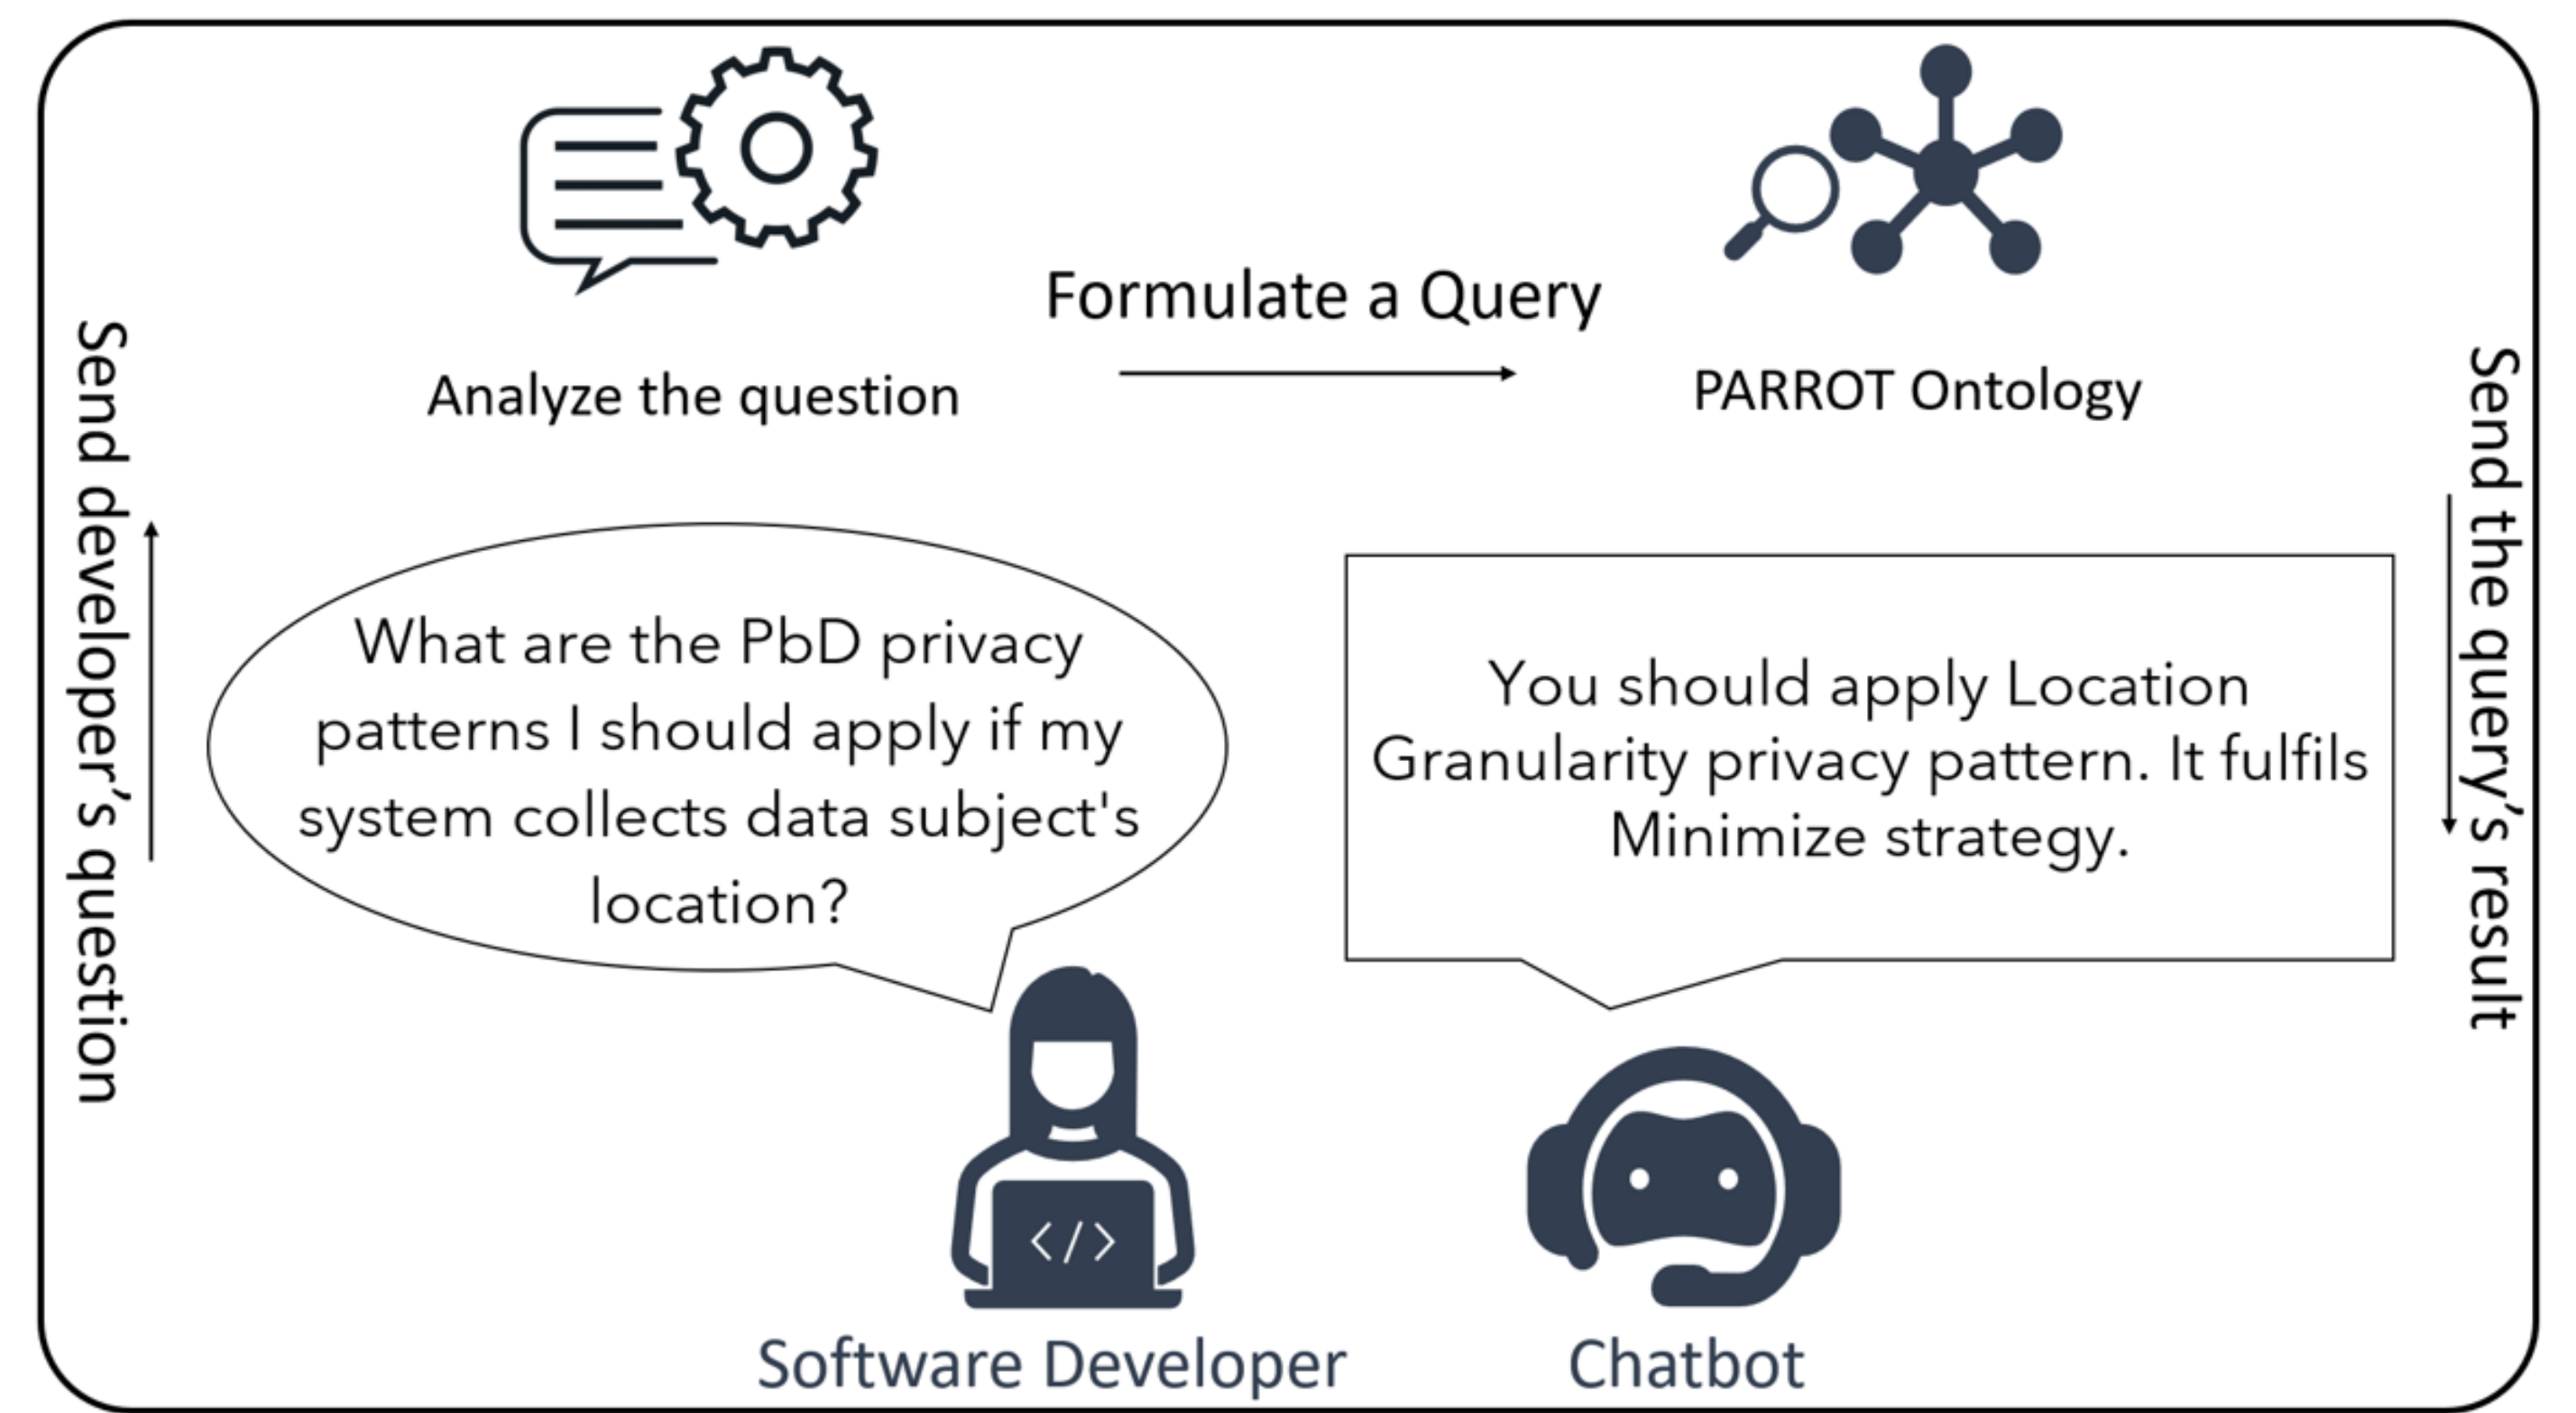 Formulate a Query
Analyze the question
PARROT Ontology
Send developer's question
Send the query's result
What are the PbD privacy
patterns I should apply if my
system collects data subject's
location?
You should apply Location
Granularity privacy pattern. It fulfils
Minimize strategy.
</>
Software Developer
Chatbot